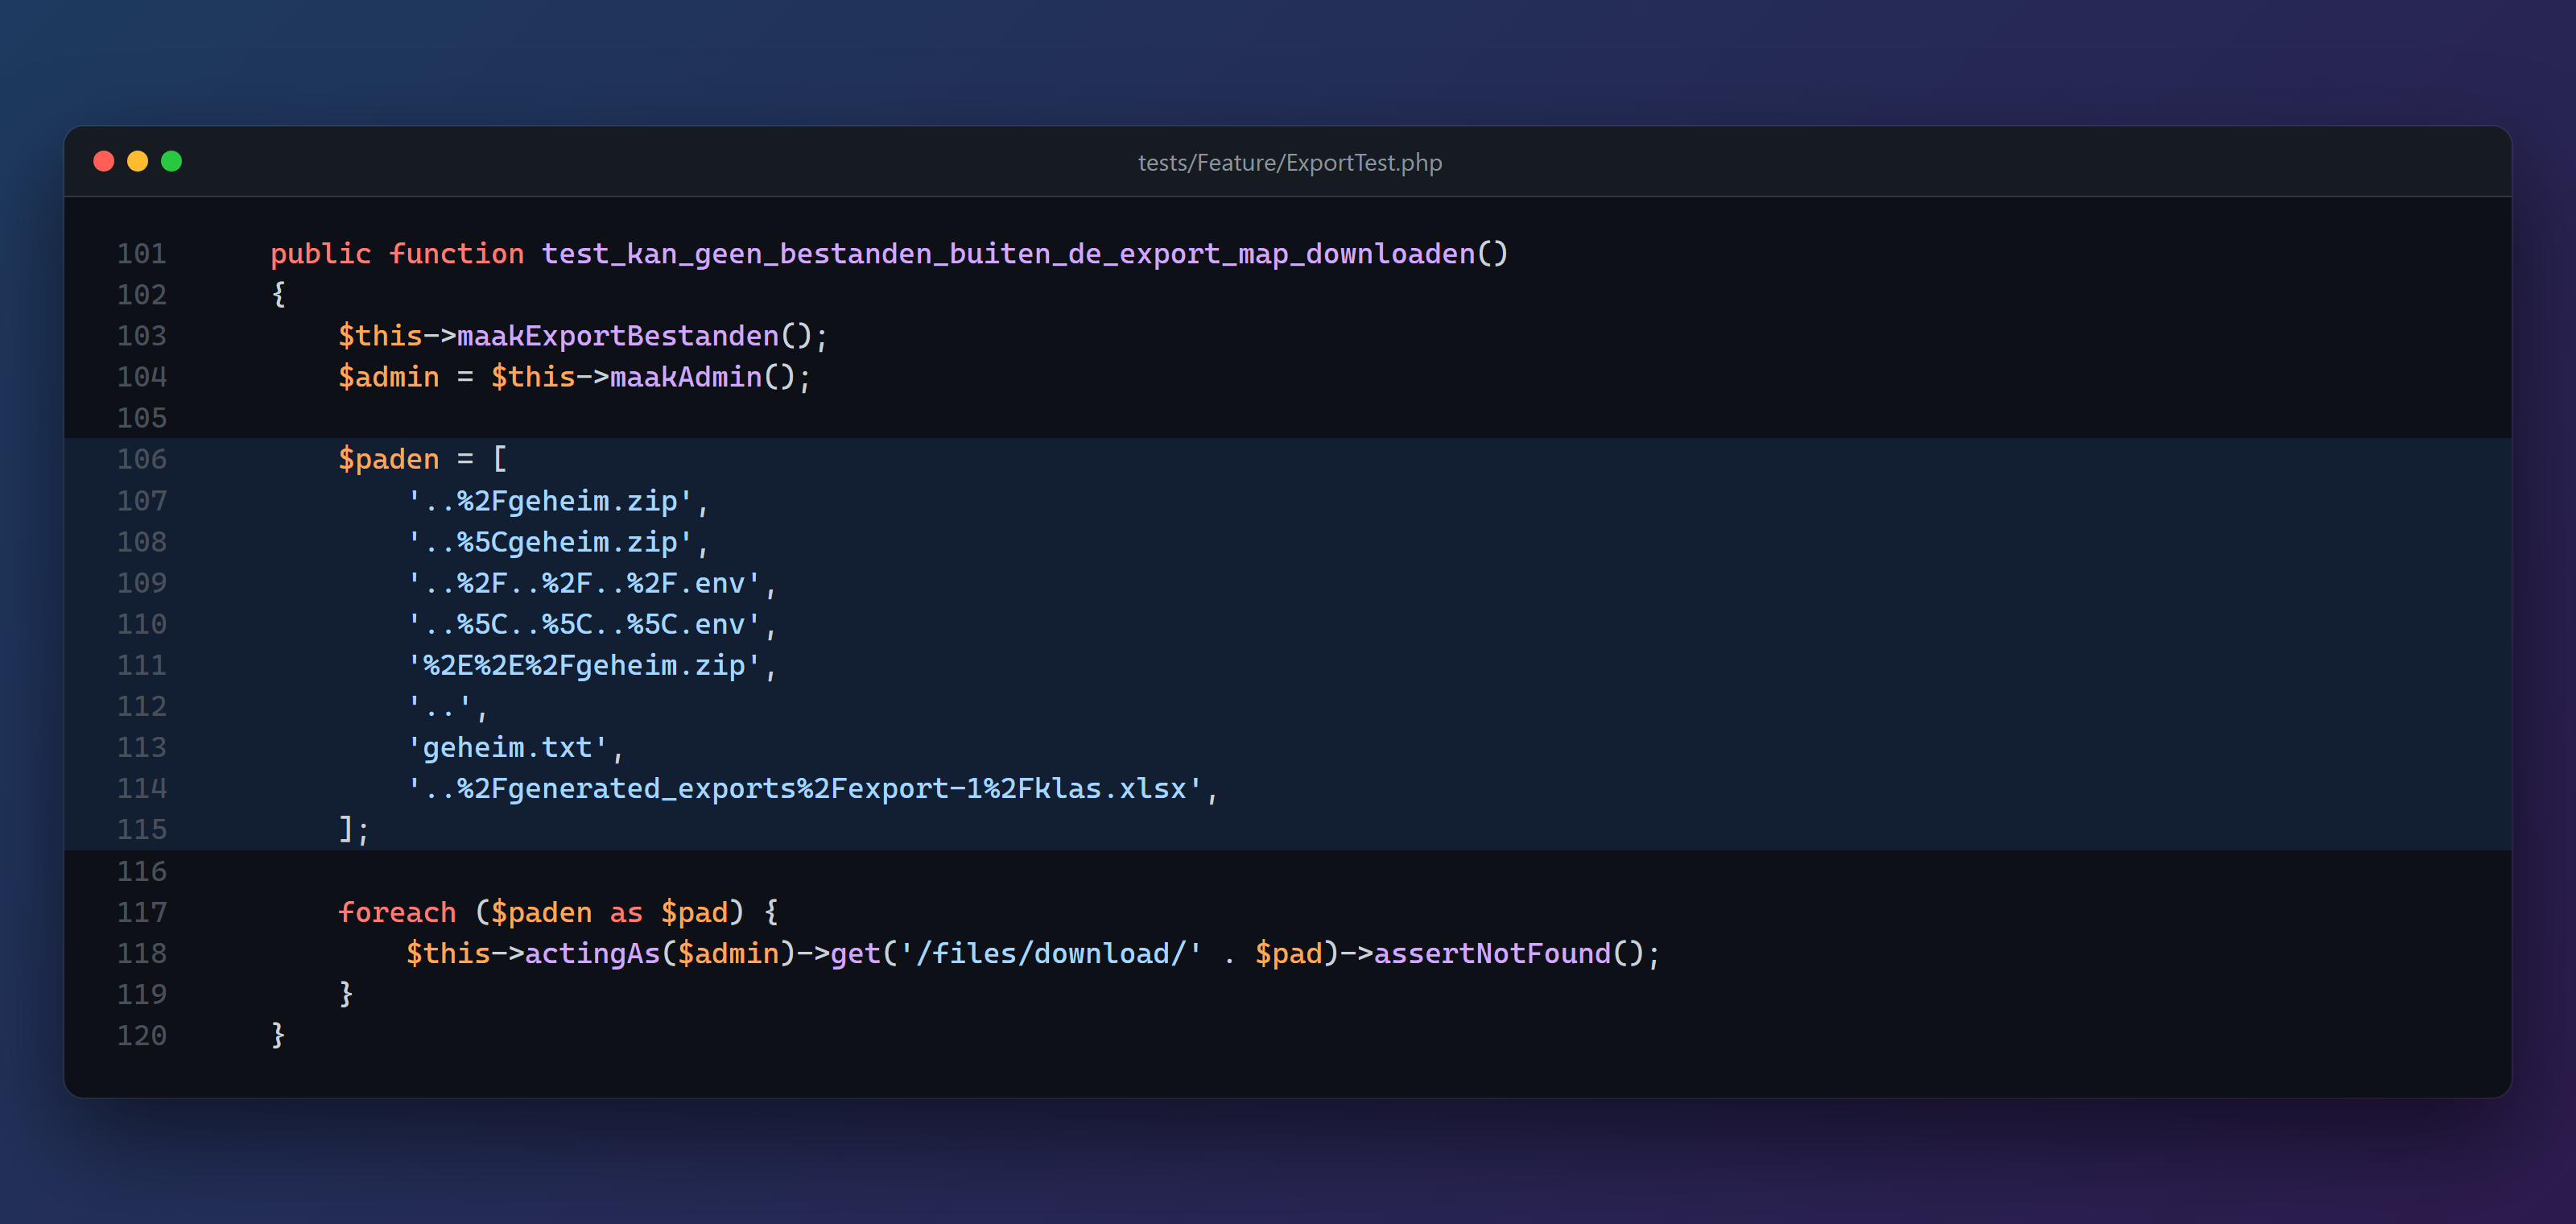 tests/Feature/ExportTest.php
101 public function test_kan_geen_bestanden_buiten_de_export_map_downloaden()
102 {
103 $this->maakExportBestanden();
104 $admin = $this->maakAdmin();
105
106 $paden = [
107 '..%2Fgeheim.zip',
108 '..%5Cgeheim.zip',
109 '..%2F..%2F..%2F.env',
110 '..%5C..%5C..%5C.env',
111 '%2E%2E%2Fgeheim.zip',
112 '..',
113 'geheim.txt',
114 '..%2Fgenerated_exports%2Fexport-1%2Fklas.xlsx',
115 ];
116
117 foreach ($paden as $pad) {
118 $this->actingAs($admin)->get('/files/download/' . $pad)->assertNotFound();
119 }
120 }